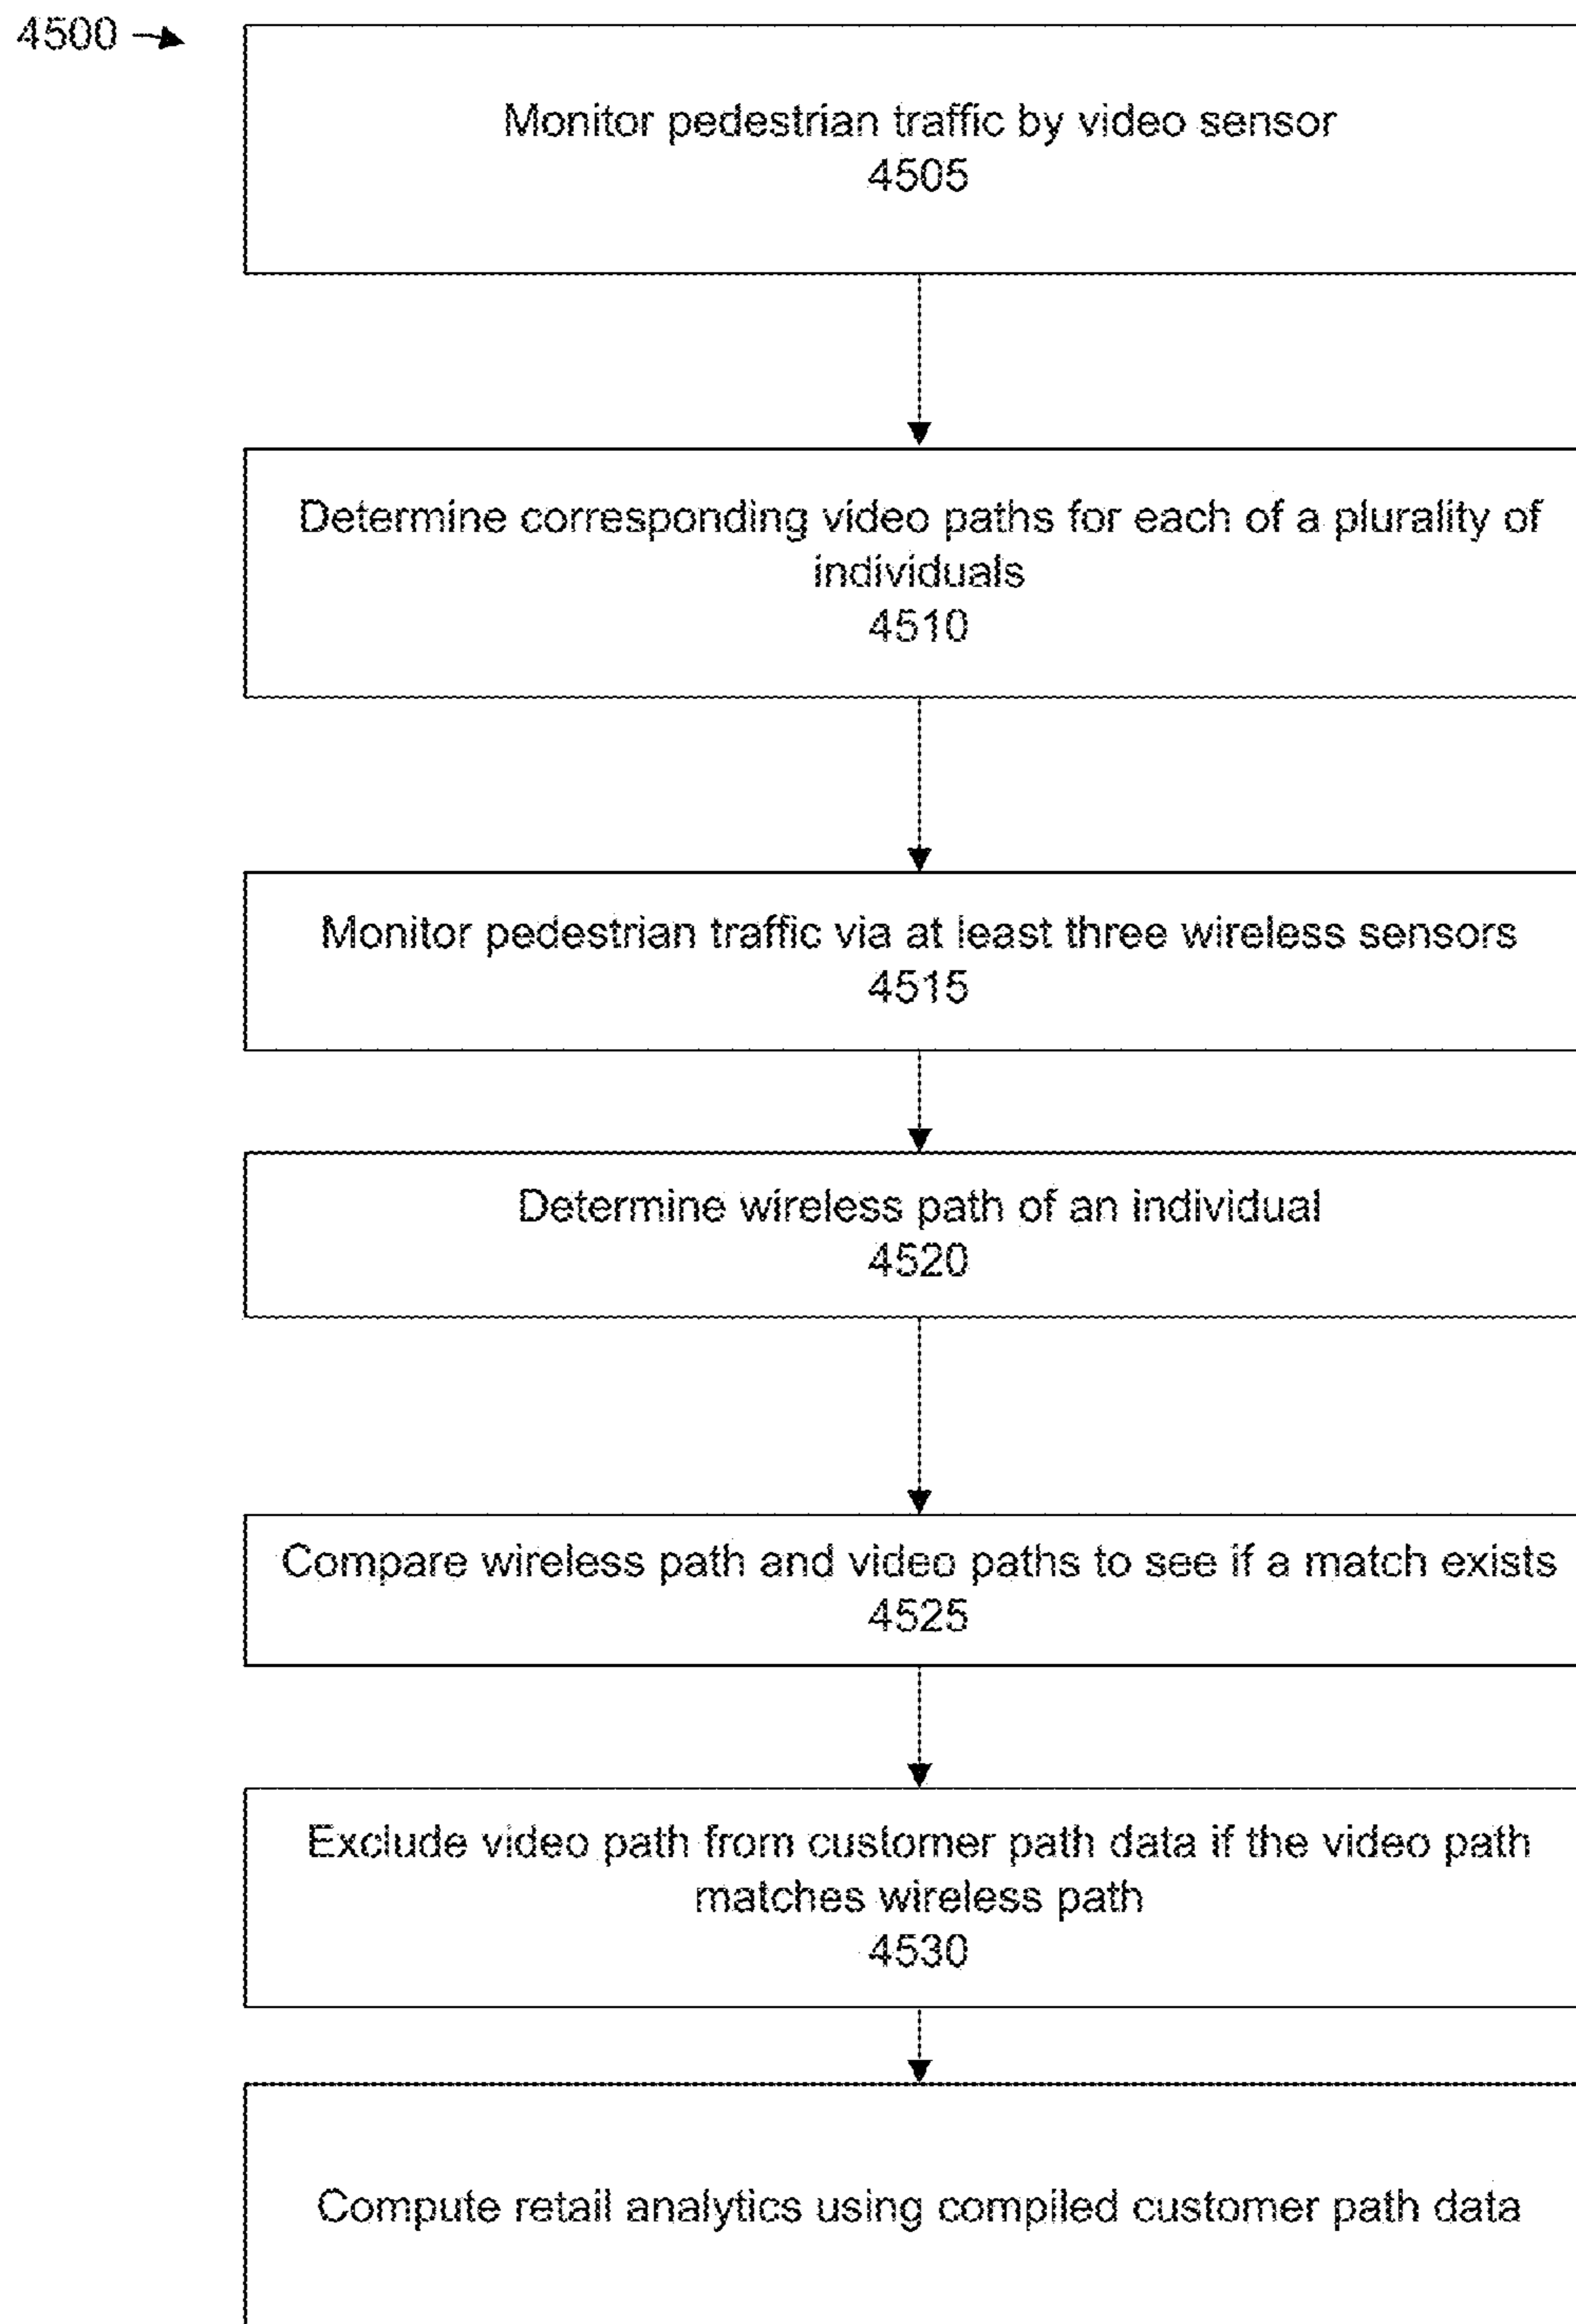 4500
Monitor pedestrian traffic by video sensor
4505
Determine corresponding video paths for each of a plurality of
individuals
4510
Monitor pedestrian traffic via at least three wireless sensors
4515
Determine wireless path of an individual
4520
Compare wireless path and video paths to see if a match exists
4525
Exclude video path from customer path data if the video path
matches wireless path
4530
Compute retail analytics using compiled customer path data